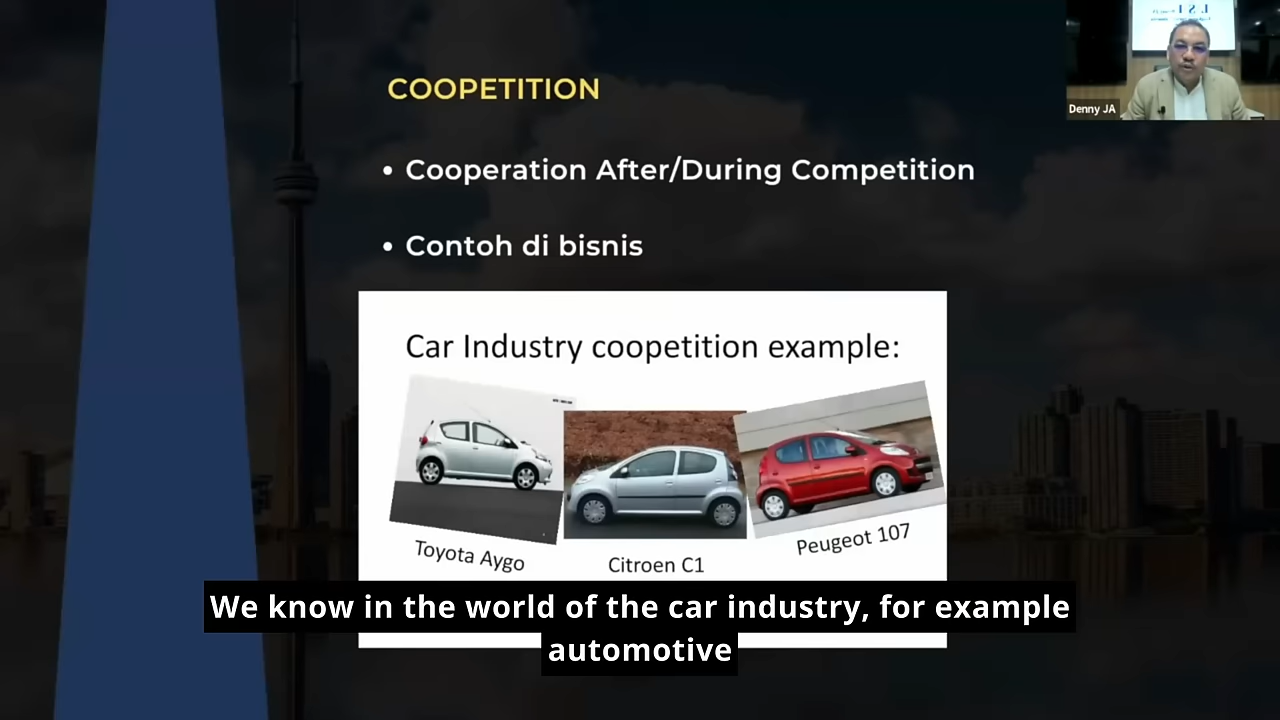 COOPETITION
Denny JA
• Cooperation After/During Competition
• Contoh di bisnis
Car Industry coopetition example:
Toyota Aygo
Citroen C1
Peugeot 107
We know in the world of the car industry, for example
automotive